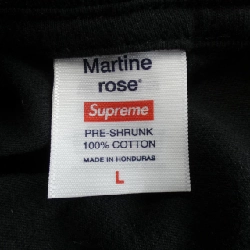 Martine
rose®
Supreme
PRE-SHRUNK
100% COTTON
MADE IN HONDURAS
L